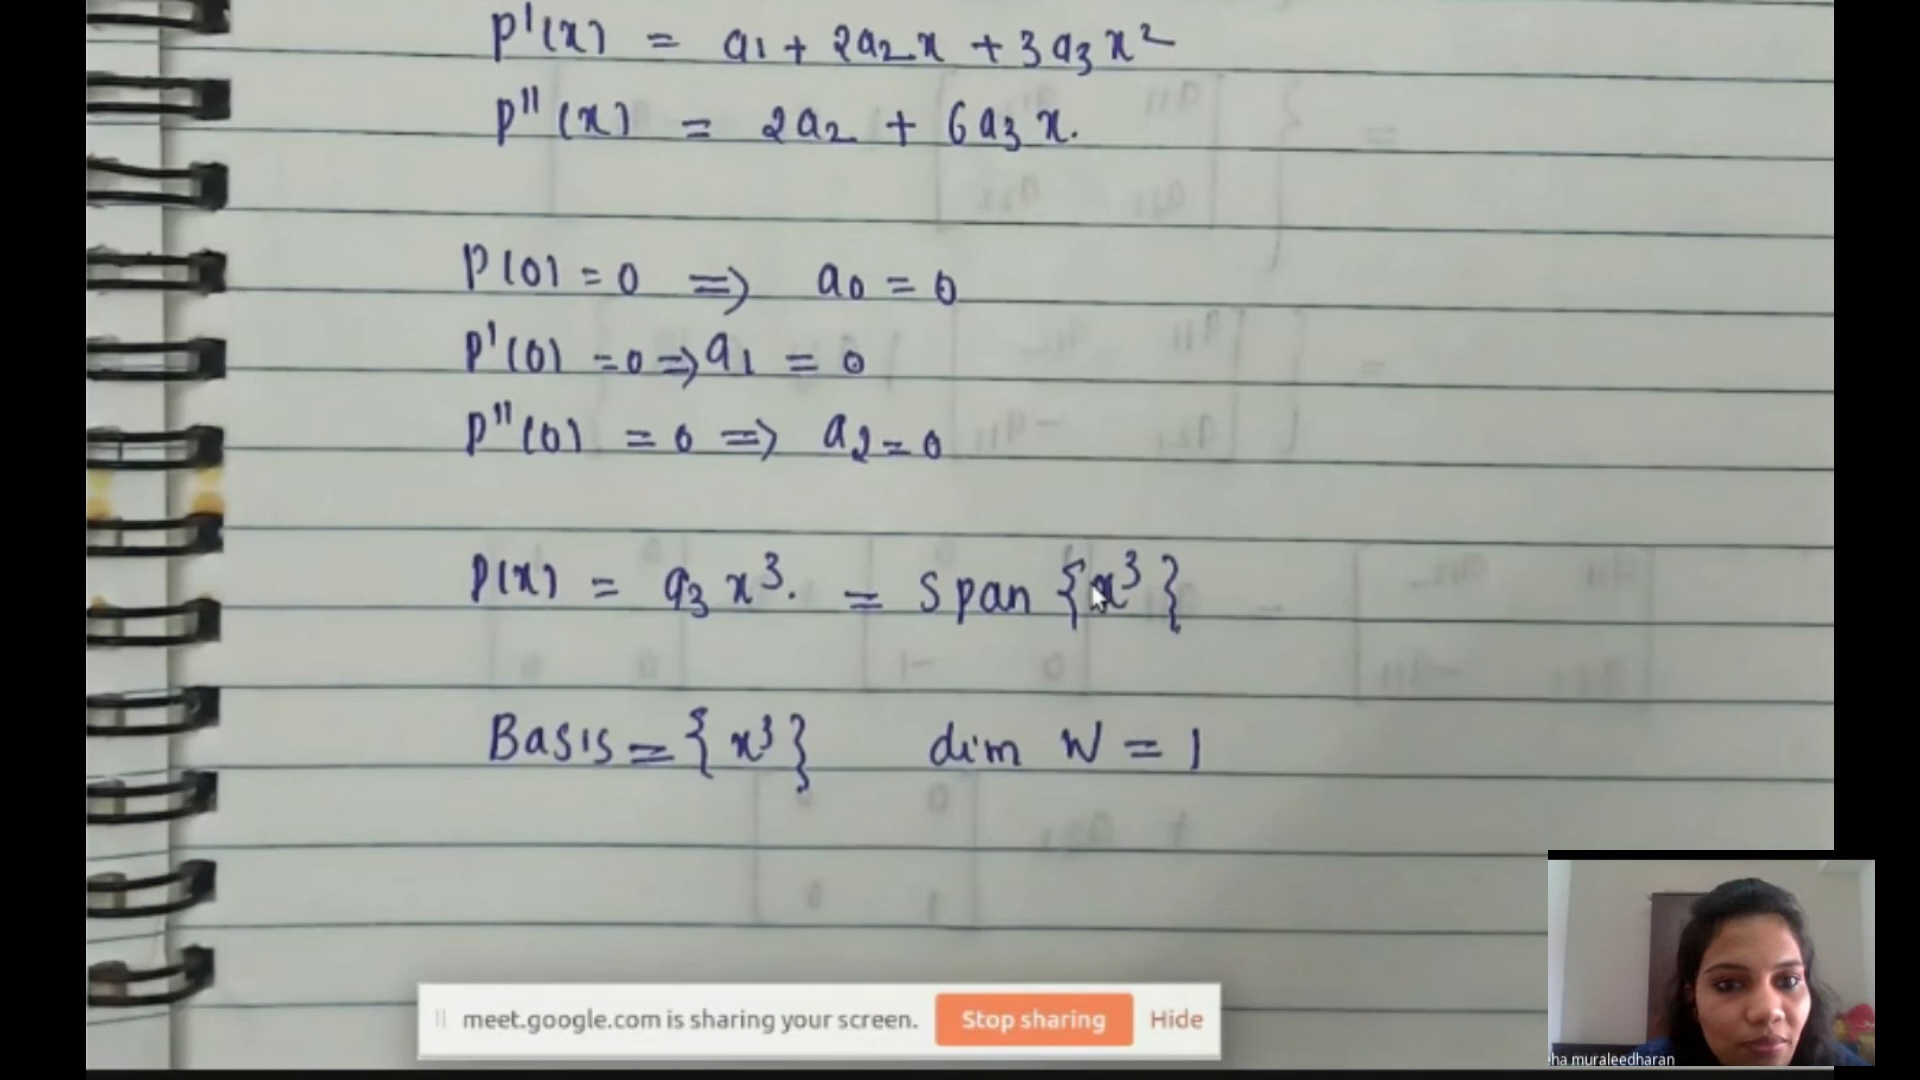 P'(x) = a1 + 2a2x + 3a3x²
P''(x) = 2a2 + 6a3x.
P(0) = 0 => a0 = 0
P'(0) = 0 => a1 = 0
P''(0) = 0 => a2 = 0
P(x) = a3x³. = Span {x³}
Basis = {x³} dim W = 1
meet.google.com is sharing your screen. Stop sharing Hide
muraleedharan